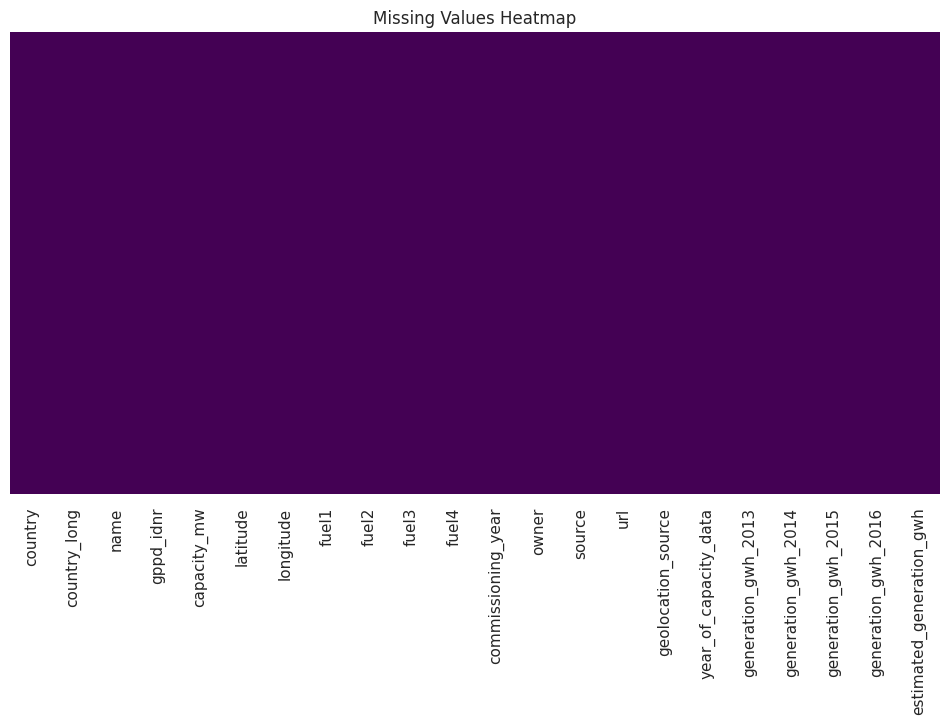 Missing Values Heatmap
country
country_long
name
gppd_idnr
capacity_mw
latitude
longitude
fuel1
fuel2
fuel3
fuel4
commissioning_year
owner
source
url
geolocation_source
year_of_capacity_data
generation_gwh_2013
generation_gwh_2014
generation_gwh_2015
generation_gwh_2016
estimated_generation_gwh